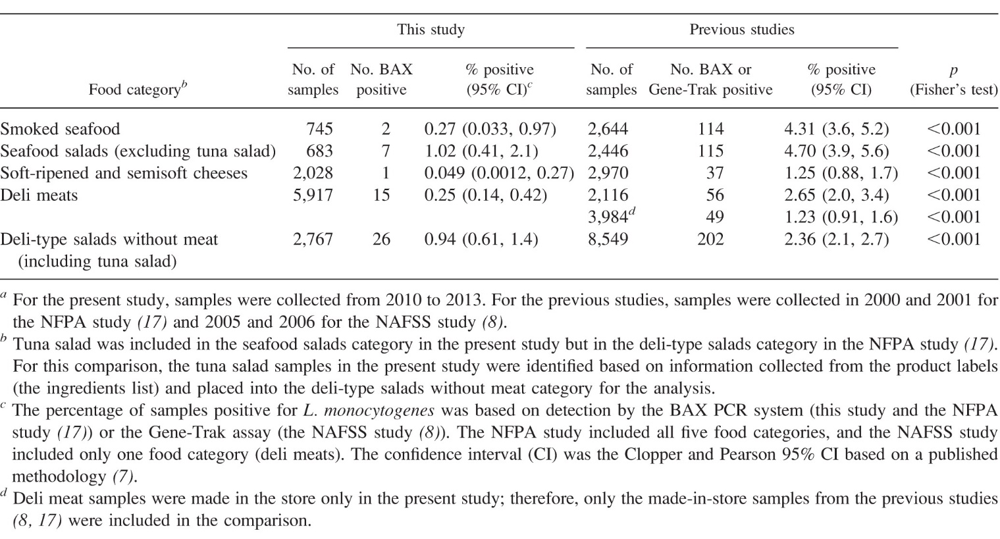 This study Previous studies
No. of No. BAX % positive No. of No. BAX or % positive p
Food category^b samples positive (95% CI)^c samples Gene-Trak positive (95% CI) (Fisher's test)
Smoked seafood 745 2 0.27 (0.033, 0.97) 2,644 114 4.31 (3.6, 5.2) <0.001
Seafood salads (excluding tuna salad) 683 7 1.02 (0.41, 2.1) 2,446 115 4.70 (3.9, 5.6) <0.001
Soft-ripened and semisoft cheeses 2,028 1 0.049 (0.0012, 0.27) 2,970 37 1.25 (0.88, 1.7) <0.001
Deli meats 5,917 15 0.25 (0.14, 0.42) 2,116 56 2.65 (2.0, 3.4) <0.001
3,984^d 49 1.23 (0.91, 1.6) <0.001
Deli-type salads without meat 2,767 26 0.94 (0.61, 1.4) 8,549 202 2.36 (2.1, 2.7) <0.001
(including tuna salad)
^a For the present study, samples were collected from 2010 to 2013. For the previous studies, samples were collected in 2000 and 2001 for
the NFPA study (17) and 2005 and 2006 for the NAFSS study (8).
^b Tuna salad was included in the seafood salads category in the present study but in the deli-type salads category in the NFPA study (17).
For this comparison, the tuna salad samples in the present study were identified based on information collected from the product labels
(the ingredients list) and placed into the deli-type salads without meat category for the analysis.
^c The percentage of samples positive for L. monocytogenes was based on detection by the BAX PCR system (this study and the NFPA
study (17)) or the Gene-Trak assay (the NAFSS study (8)). The NFPA study included all five food categories, and the NAFSS study
included only one food category (deli meats). The confidence interval (CI) was the Clopper and Pearson 95% CI based on a published
methodology (7).
^d Deli meat samples were made in the store only in the present study; therefore, only the made-in-store samples from the previous studies
(8, 17) were included in the comparison.